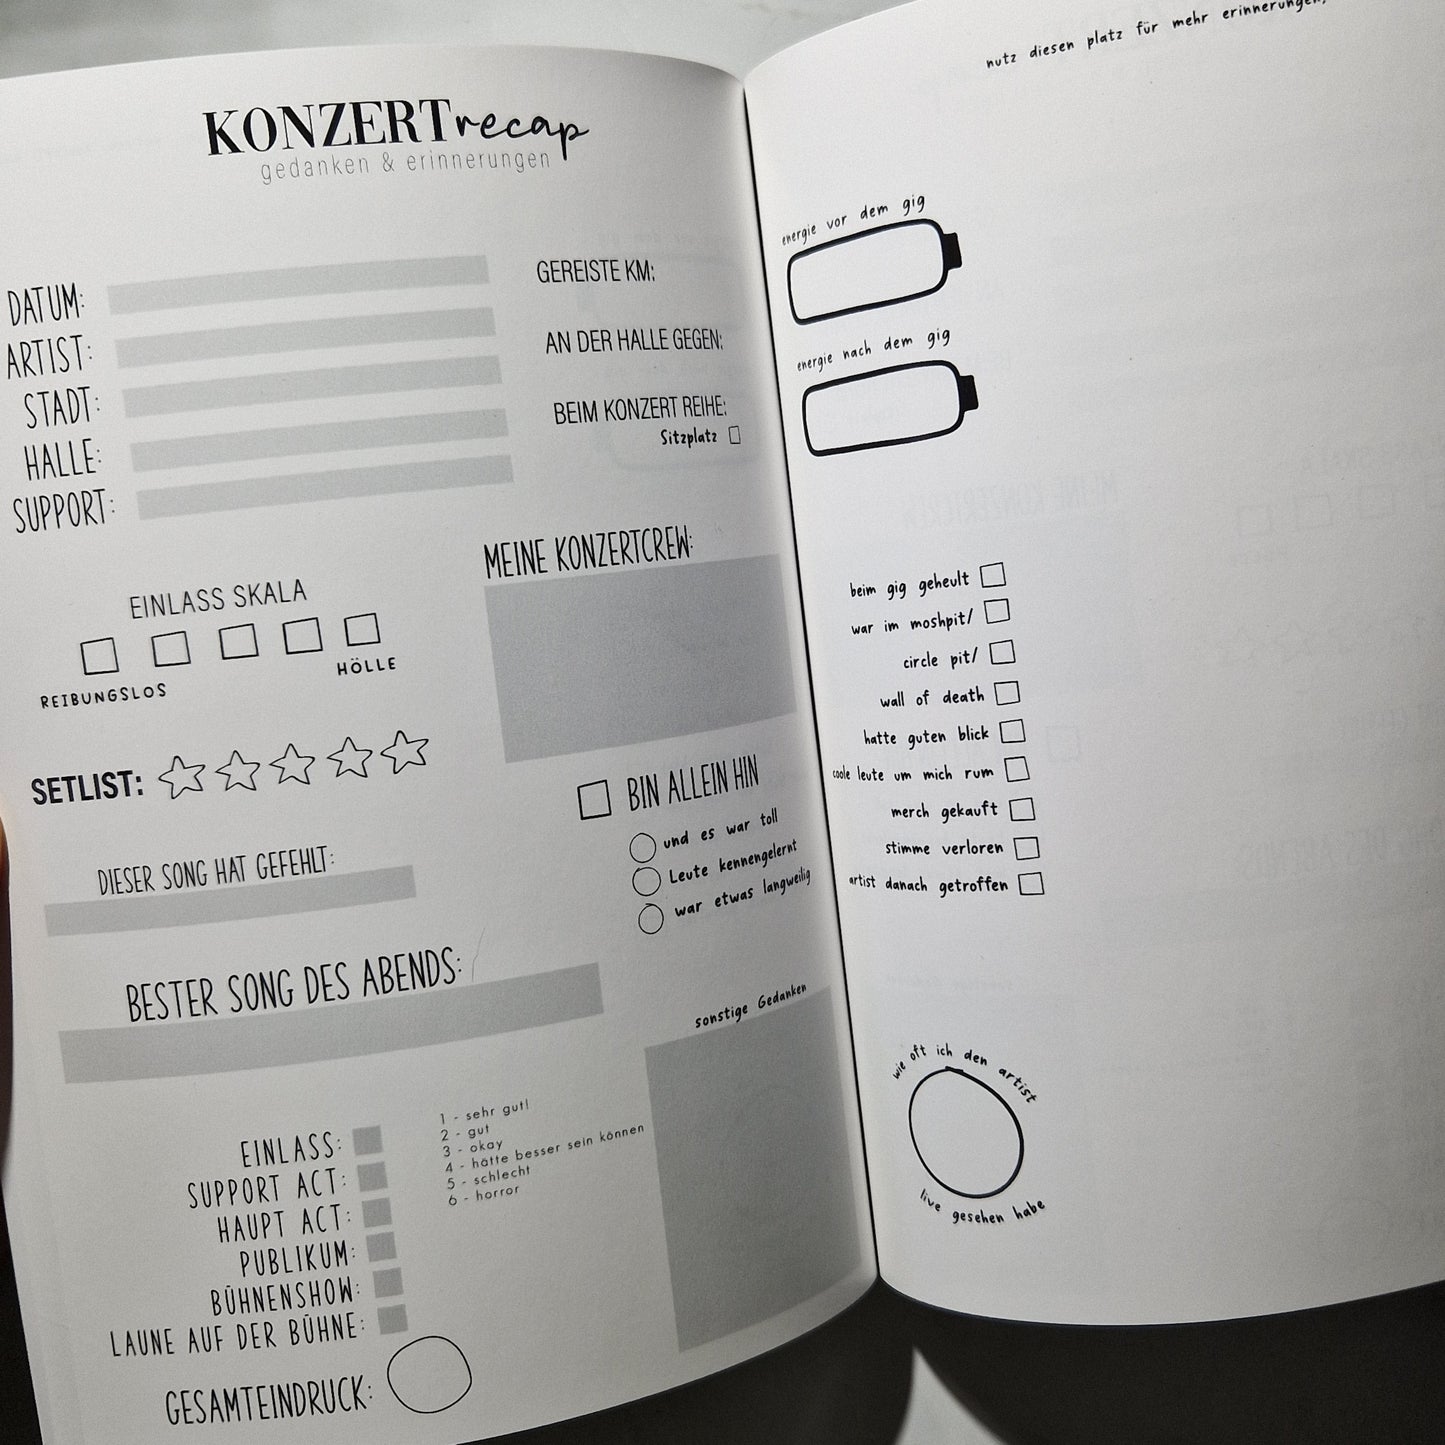 KONZERTrecap
gedanken & erinnerungen
DATUM:
ARTIST:
STADT:
HALLE:
SUPPORT:
GEREISTE KM:
AN DER HALLE GEGEN:
BEIM KONZERT REIHE:
Sitzplatz
EINLASS SKALA
REIBUNGSLOS
HÖLLE
MEINE KONZERTCREW:
SETLIST:
BIN ALLEIN HIN
und es war toll
Leute kennengelernt
war etwas langweilig
DIESER SONG HAT GEFEHLT:
BESTER SONG DES ABENDS:
sonstige Gedanken
EINLASS:
SUPPORT ACT:
HAUPT ACT:
PUBLIKUM:
BÜHNENSHOW:
LAUNE AUF DER BÜHNE:
GESAMTEINDRUCK:
1 - sehr gut!
2 - gut
3 - okay
4 - hätte besser sein können
5 - schlecht
6 - horror
nutz diesen platz für mehr erinnerungen,
energie vor dem gig
energie nach dem gig
beim gig geheult
war im moshpit/
circle pit/
wall of death
hatte guten blick
coole leute um mich rum
merch gekauft
stimme verloren
artist danach getroffen
wie oft ich den artist
live gesehen habe